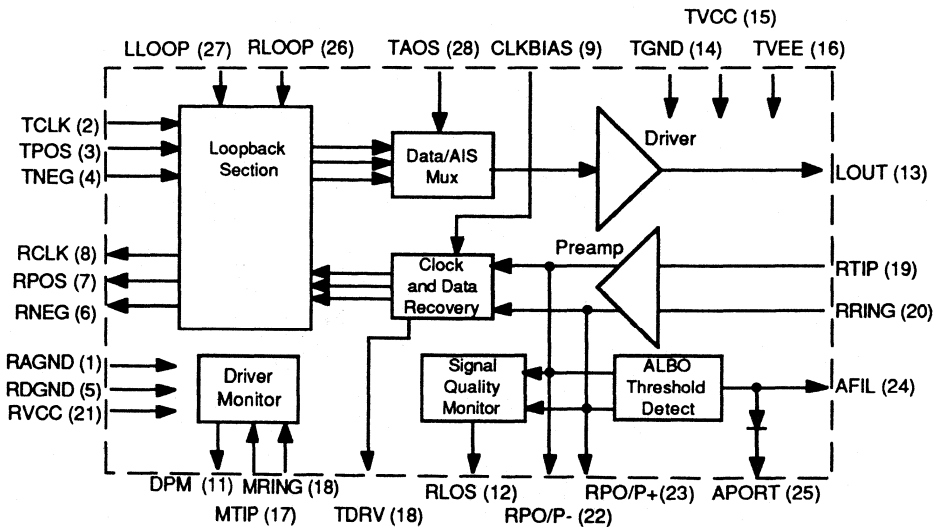 TVCC (15)
LLOOP (27) RLOOP (26) TAOS (28) CLKBIAS (9) TGND (14) TVEE (16)
TCLK (2)
TPOS (3)
TNEG (4)
Loopback
Section
Data/AIS
Mux
Driver
LOUT (13)
RCLK (8)
RPOS (7)
RNEG (6)
Clock
and Data
Recovery
Preamp
RTIP (19)
RRING (20)
RAGND (1)
RDGND (5)
RVCC (21)
Driver
Monitor
Signal
Quality
Monitor
ALBO
Threshold
Detect
AFIL (24)
DPM (11) MRING (18) RLOS (12) RPO/P+(23) APORT (25)
MTIP (17) TDRV (18) RPO/P- (22)